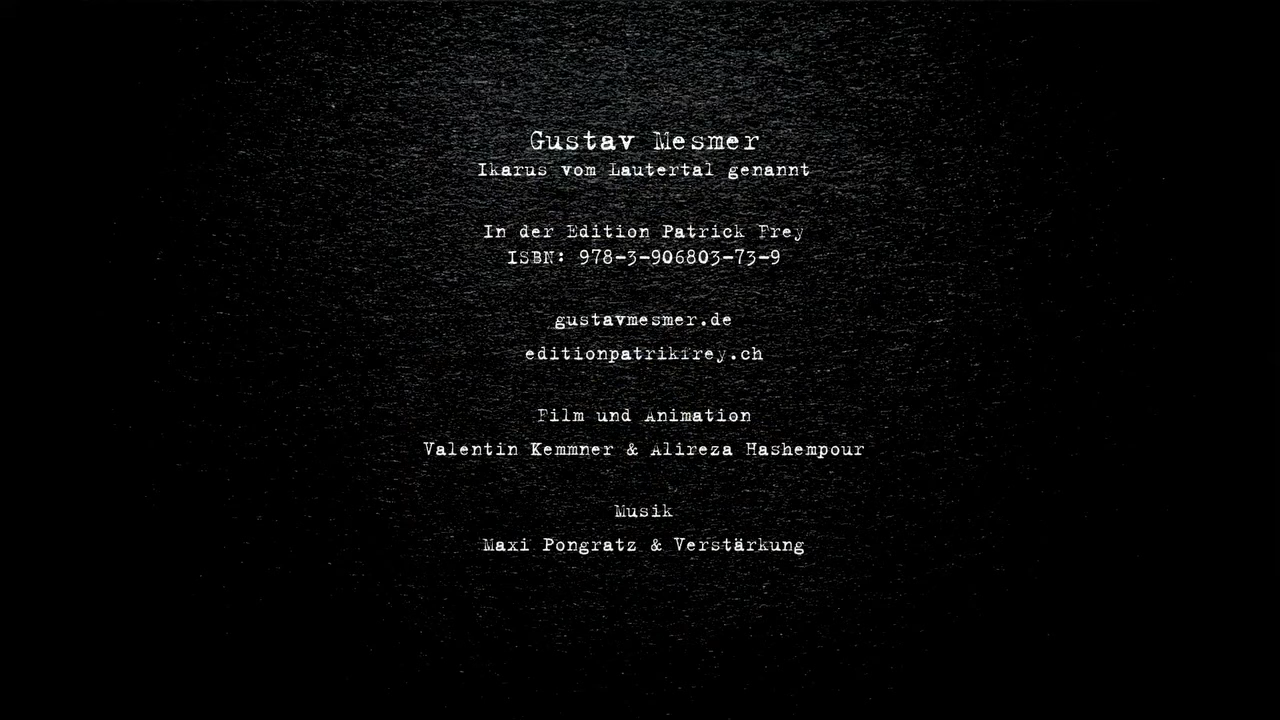 Gustav Mesmer
Ikarus vom Lautertal genannt
In der Edition Patrick Frey
ISBN: 978-3-906803-73-9
gustavmesmer.de
editionpatrikfrey.ch
Film und Animation
Valentin Kemmner & Alireza Hashempour
Musik
Maxi Pongratz & Verstärkung